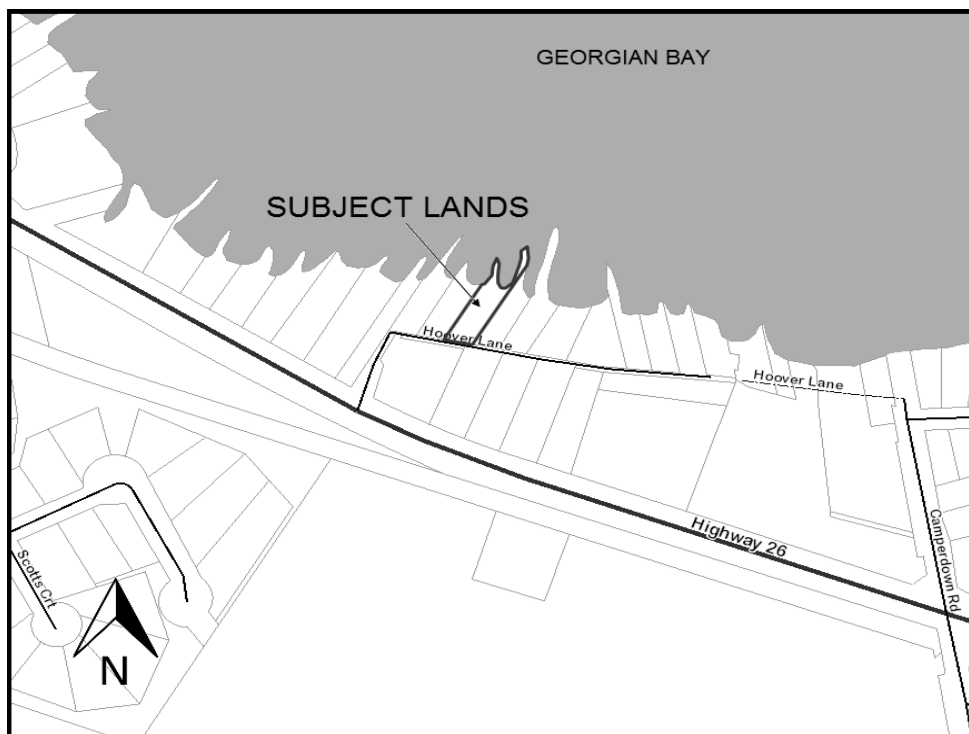 GEORGIAN BAY
SUBJECT LANDS
Hoover Lane
Hoover Lane
Highway 26
Camperdown Rd
Scotts Crt
N